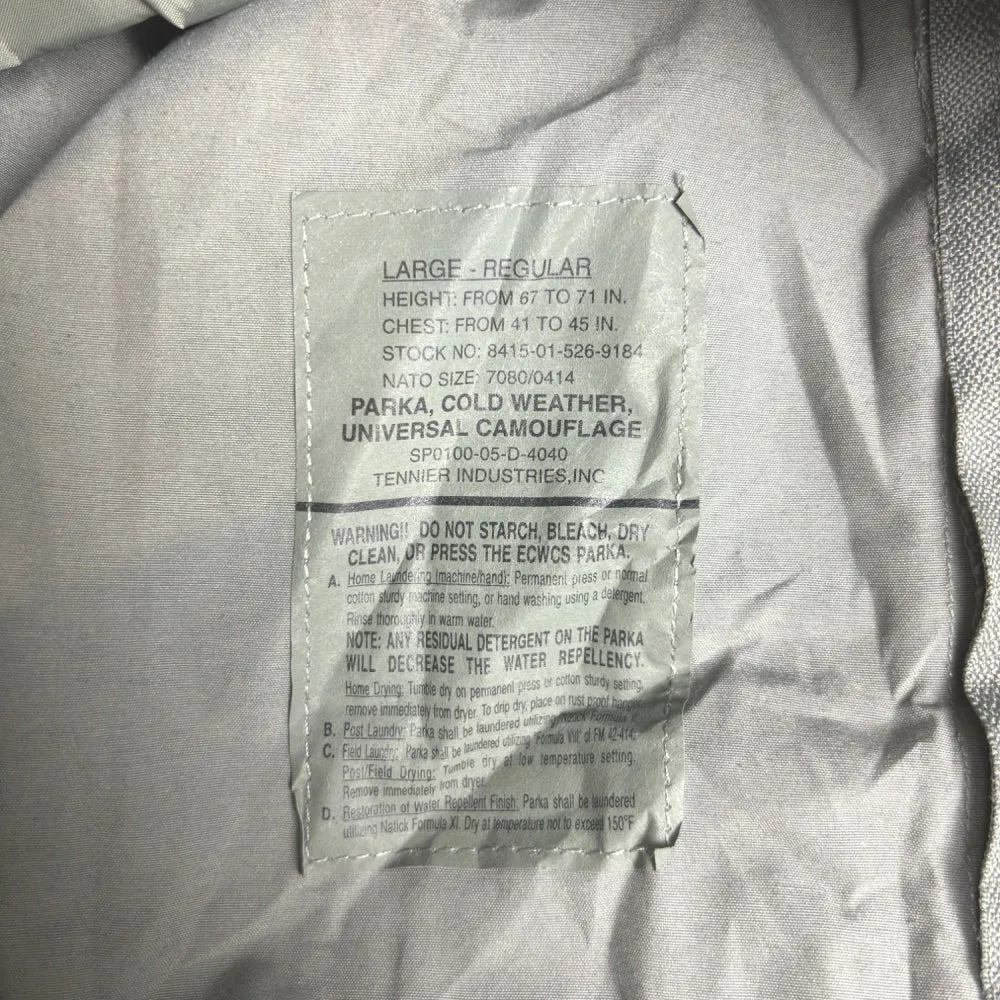 LARGE - REGULAR
HEIGHT: FROM 67 TO 71 IN.
CHEST: FROM 41 TO 45 IN.
STOCK NO: 8415-01-526-9184
NATO SIZE: 7080/0414
PARKA, COLD WEATHER,
UNIVERSAL CAMOUFLAGE
SP0100-05-D-4040
TENNIER INDUSTRIES,INC
WARNING!! DO NOT STARCH, BLEACH, DRY
CLEAN, OR PRESS THE ECWCS PARKA.
A. Home Laundering (machine/hand): Permanent press or normal
cotton sturdy machine setting, or hand washing using a detergent.
Rinse thoroughly in warm water.
NOTE: ANY RESIDUAL DETERGENT ON THE PARKA
WILL DECREASE THE WATER REPELLENCY.
Home Drying: Tumble dry on permanent press or cotton sturdy setting,
remove immediately from dryer. To drip dry, place on rust proof hanger.
B. Post Laundry: Parka shall be laundered utilizing Natick Formula
C. Field Laundry: Parka shall be laundered utilizing "Formula VIII" of FM 42-414.
Post/Field Drying: Tumble dry at low temperature setting.
Remove immediately from dryer.
D. Restoration of Water Repellent Finish: Parka shall be laundered
utilizing Natick Formula XI. Dry at temperature not to exceed 150°F